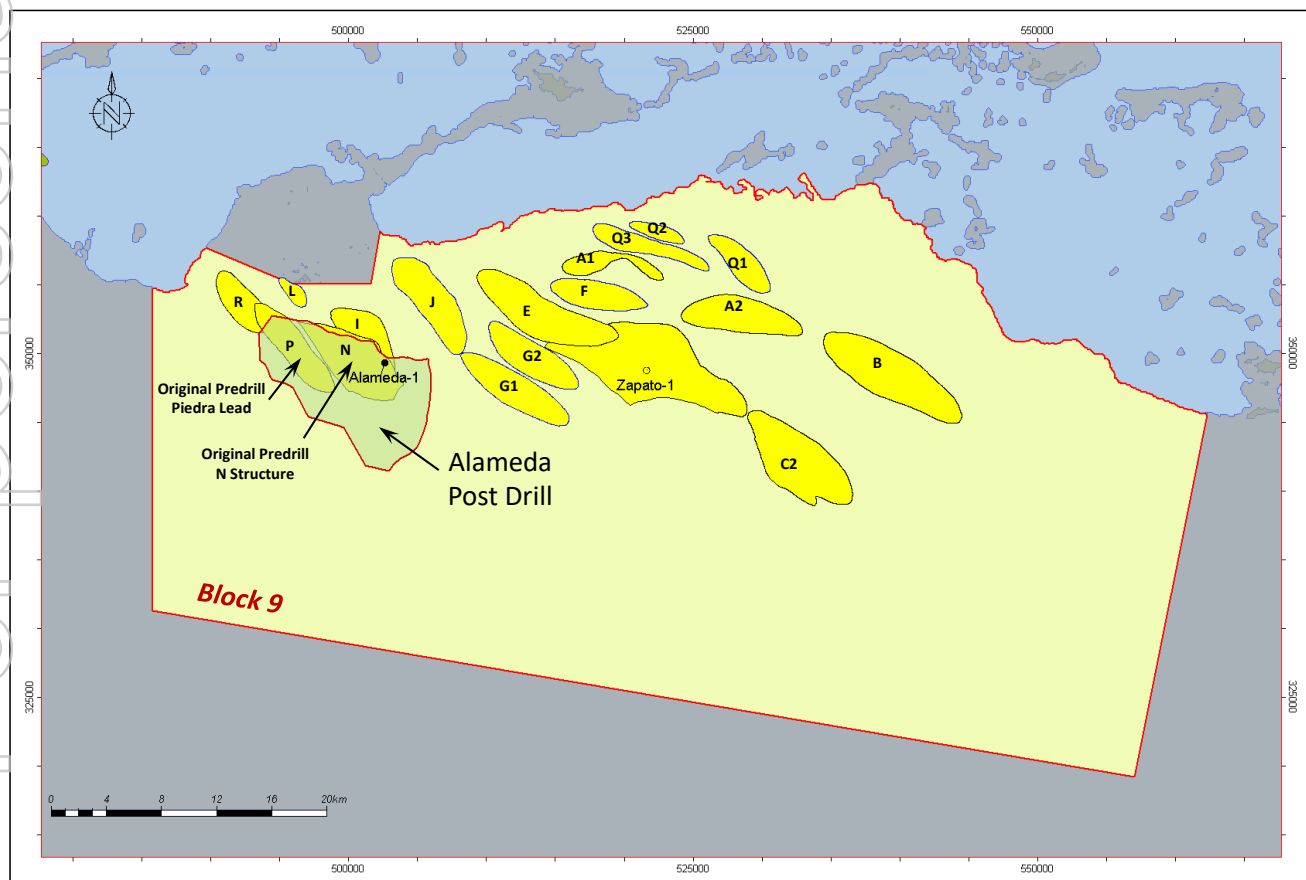 500000
525000
550000
N
Q2
Q3
A1
Q1
L
R
J
F
A2
I
E
P
N
G2
B
350000
350000
Alameda-1
Zapato-1
G1
Original Predrill
Piedra Lead
Original Predrill
N Structure
Alameda
Post Drill
C2
Block 9
325000
325000
0
4
8
12
16
20km
500000
525000
550000